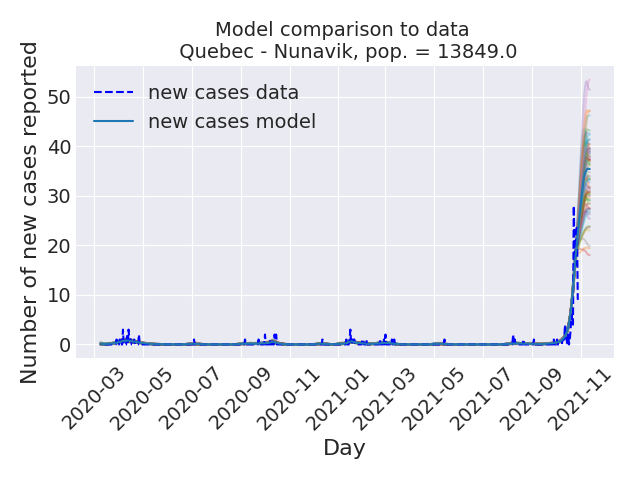 Model comparison to data
Quebec - Nunavik, pop. = 13849.0
new cases data
new cases model
Number of new cases reported
50
40
30
20
10
0
2020-03
2020-05
2020-07
2020-09
2020-11
2021-01
2021-03
2021-05
2021-07
2021-09
2021-11
Day